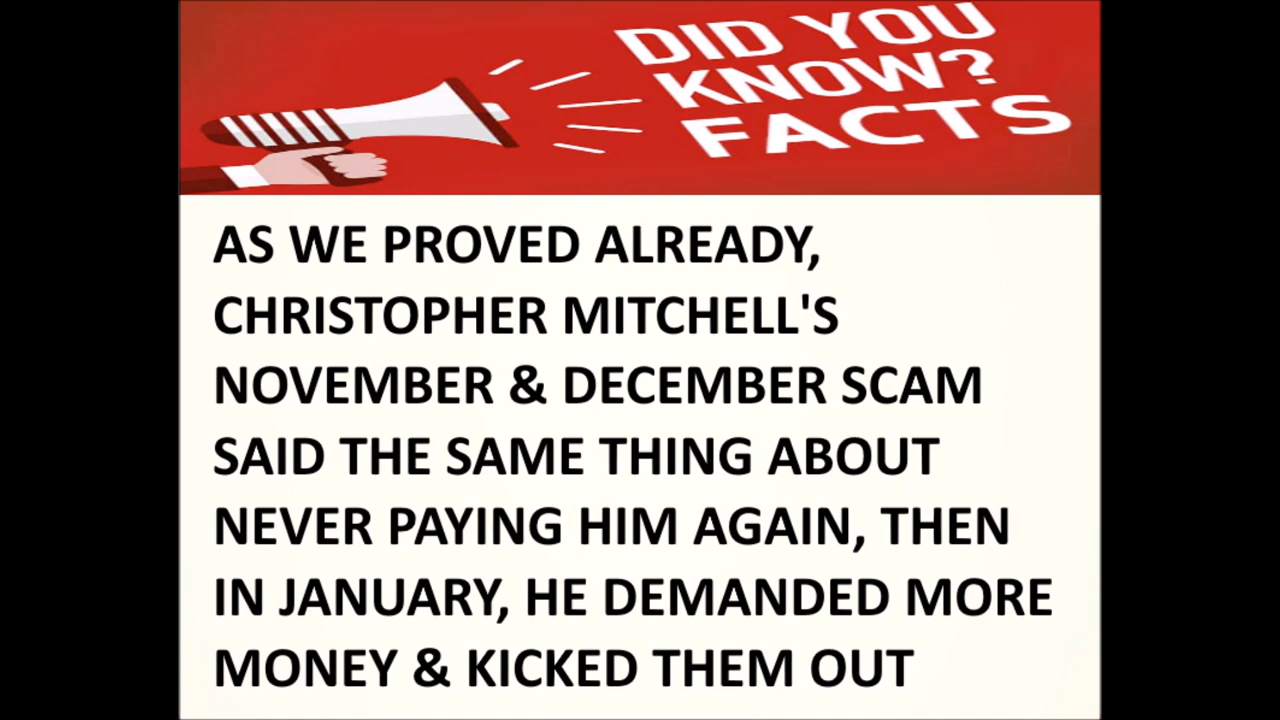 DID YOU
KNOW?
FACTS
AS WE PROVED ALREADY,
CHRISTOPHER MITCHELL'S
NOVEMBER & DECEMBER SCAM
SAID THE SAME THING ABOUT
NEVER PAYING HIM AGAIN, THEN
IN JANUARY, HE DEMANDED MORE
MONEY & KICKED THEM OUT